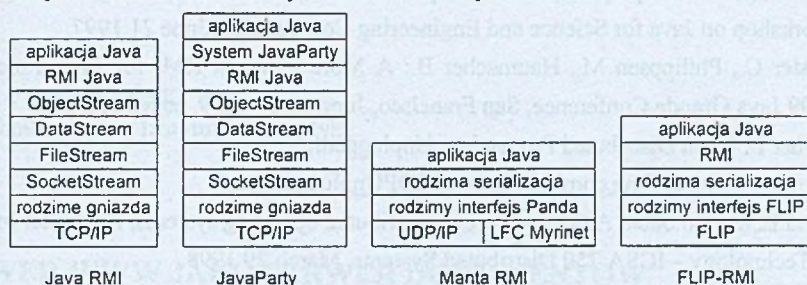 aplikacja Java
RMI Java
ObjectStream
DataStream
FileStream
SocketStream
rodzime gniazda
TCP/IP
Java RMI
aplikacja Java
System JavaParty
RMI Java
ObjectStream
DataStream
FileStream
SocketStream
rodzime gniazda
TCP/IP
JavaParty
aplikacja Java
rodzima serializacja
rodzimy interfejs Panda
UDP/IP LFC Myrinet
Manta RMI
aplikacja Java
RMI
rodzima serializacja
rodzimy interfejs FLIP
FLIP
FLIP-RMI